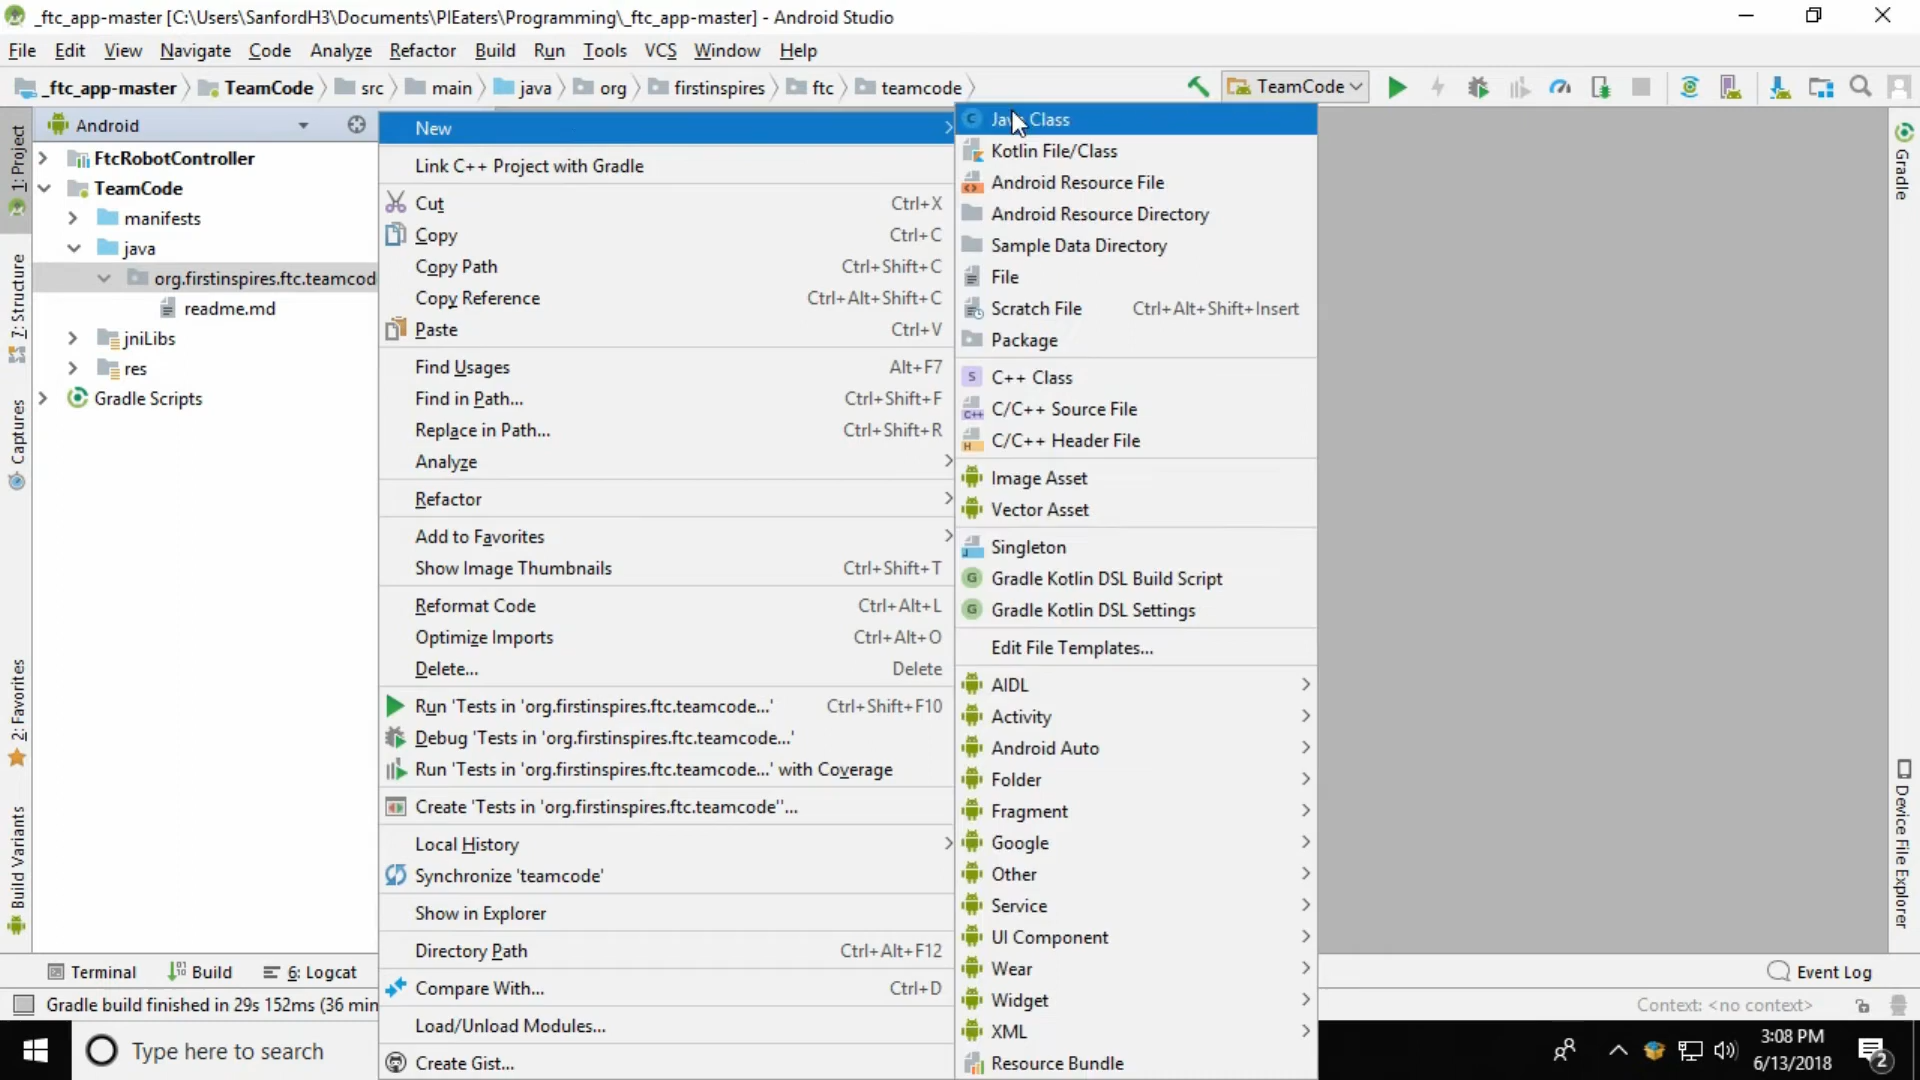 _ftc_app-master [C:\Users\SanfordH3\Documents\PIEaters\Programming\_ftc_app-master] - Android Studio
File Edit View Navigate Code Analyze Refactor Build Run Tools VCS Window Help
_ftc_app-master TeamCode src main java org firstinspires ftc teamcode TeamCode
1: Project
7: Structure
Captures
2: Favorites
Build Variants
Android
FtcRobotController
TeamCode
manifests
java
org.firstinspires.ftc.teamcod
readme.md
jniLibs
res
Gradle Scripts
New
Link C++ Project with Gradle
Cut Ctrl+X
Copy Ctrl+C
Copy Path Ctrl+Shift+C
Copy Reference Ctrl+Alt+Shift+C
Paste Ctrl+V
Find Usages Alt+F7
Find in Path... Ctrl+Shift+F
Replace in Path... Ctrl+Shift+R
Analyze
Refactor
Add to Favorites
Show Image Thumbnails Ctrl+Shift+T
Reformat Code Ctrl+Alt+L
Optimize Imports Ctrl+Alt+O
Delete... Delete
Run 'Tests in 'org.firstinspires.ftc.teamcode...' Ctrl+Shift+F10
Debug 'Tests in 'org.firstinspires.ftc.teamcode...'
Run 'Tests in 'org.firstinspires.ftc.teamcode...' with Coverage
Create 'Tests in 'org.firstinspires.ftc.teamcode''...
Local History
Synchronize 'teamcode'
Show in Explorer
Directory Path Ctrl+Alt+F12
Compare With... Ctrl+D
Load/Unload Modules...
Create Gist...
Java Class
Kotlin File/Class
Android Resource File
Android Resource Directory
Sample Data Directory
File
Scratch File Ctrl+Alt+Shift+Insert
Package
C++ Class
C/C++ Source File
C/C++ Header File
Image Asset
Vector Asset
Singleton
Gradle Kotlin DSL Build Script
Gradle Kotlin DSL Settings
Edit File Templates...
AIDL
Activity
Android Auto
Folder
Fragment
Google
Other
Service
UI Component
Wear
Widget
XML
Resource Bundle
Gradle
Device File Explorer
Terminal Build 6: Logcat Event Log
Gradle build finished in 29s 152ms (36 min Context: <no context>
Type here to search
3:08 PM
6/13/2018
2